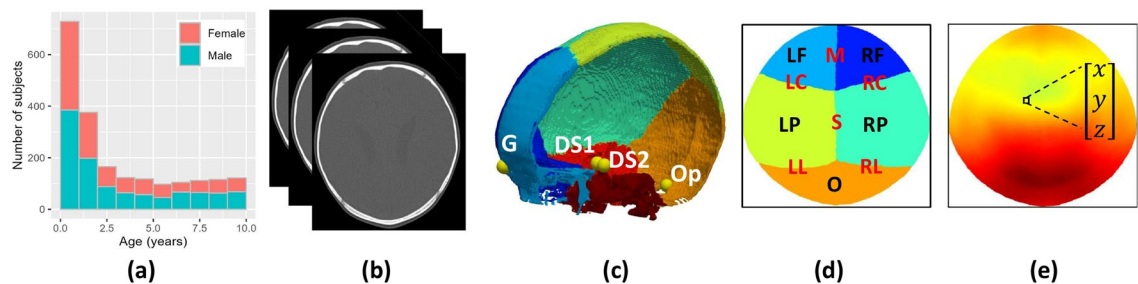 Number of subjects
600
400
200
0
Female
Male
0.0 2.5 5.0 7.5 10.0
Age (years)
G
DS1
DS2
Op
LF M RF
LC RC
LP S RP
LL RL
O
x
y
z
(a) (b) (c) (d) (e)